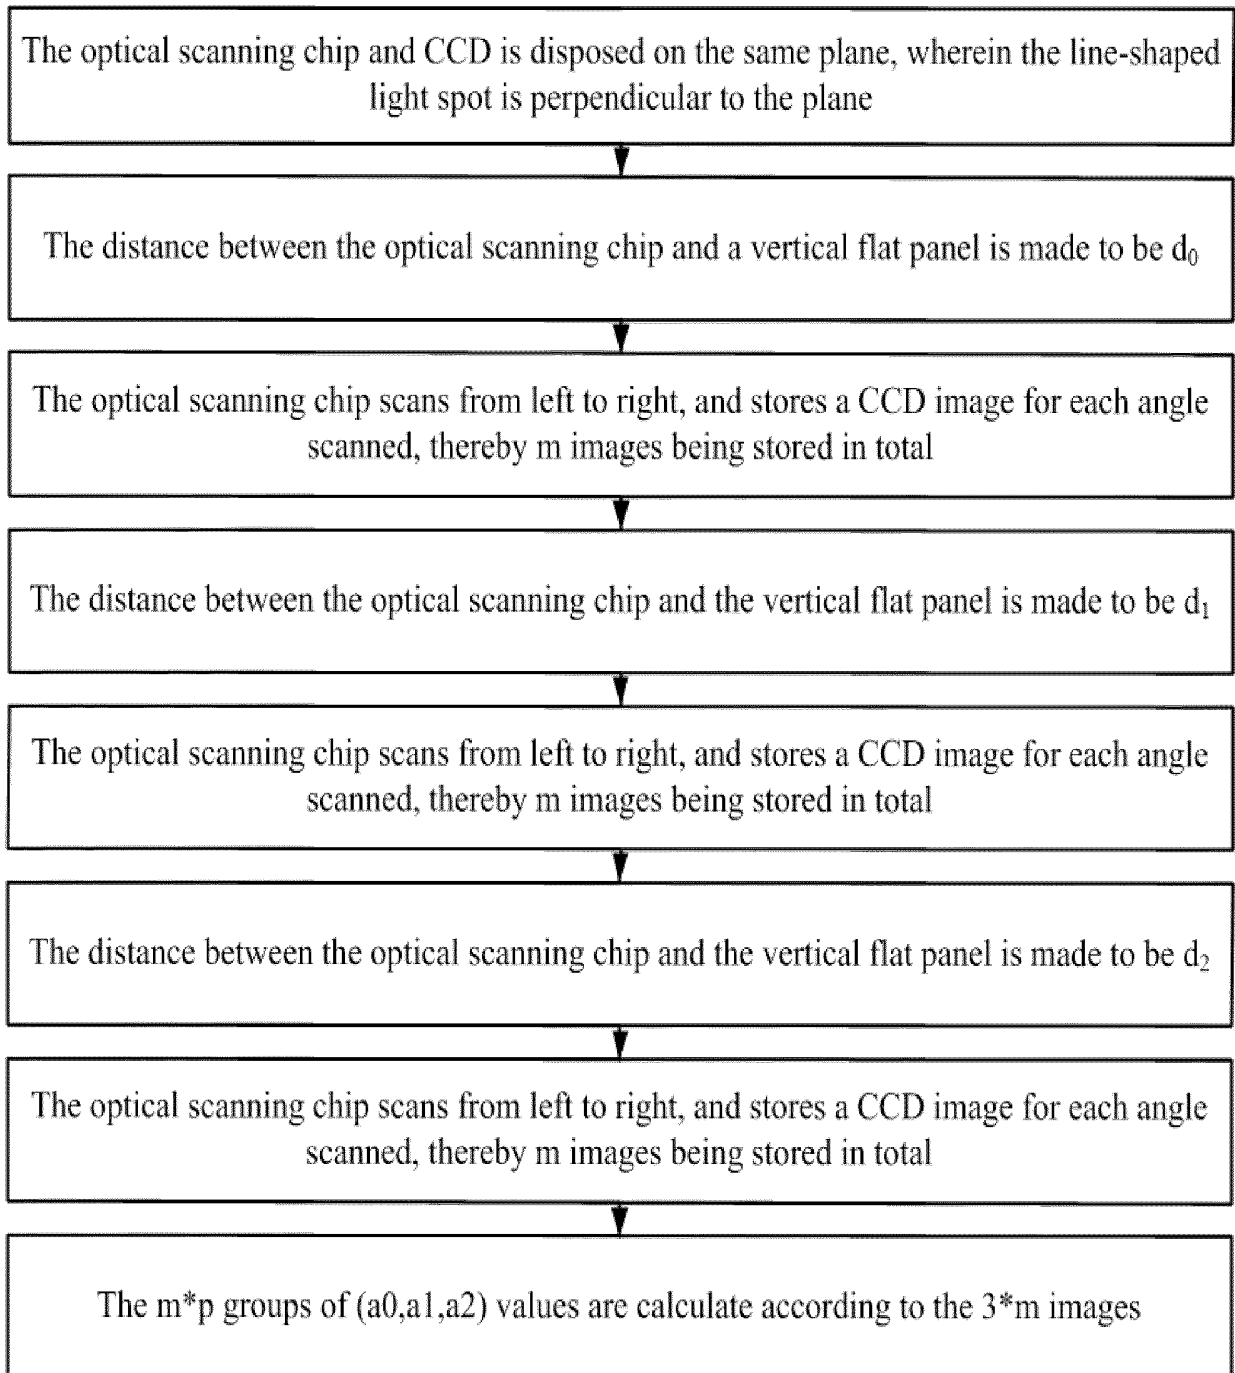 The optical scanning chip and CCD is disposed on the same plane, wherein the line-shaped
light spot is perpendicular to the plane
The distance between the optical scanning chip and a vertical flat panel is made to be d₀
The optical scanning chip scans from left to right, and stores a CCD image for each angle
scanned, thereby m images being stored in total
The distance between the optical scanning chip and the vertical flat panel is made to be d₁
The optical scanning chip scans from left to right, and stores a CCD image for each angle
scanned, thereby m images being stored in total
The distance between the optical scanning chip and the vertical flat panel is made to be d₂
The optical scanning chip scans from left to right, and stores a CCD image for each angle
scanned, thereby m images being stored in total
The m*p groups of (a0,a1,a2) values are calculate according to the 3*m images